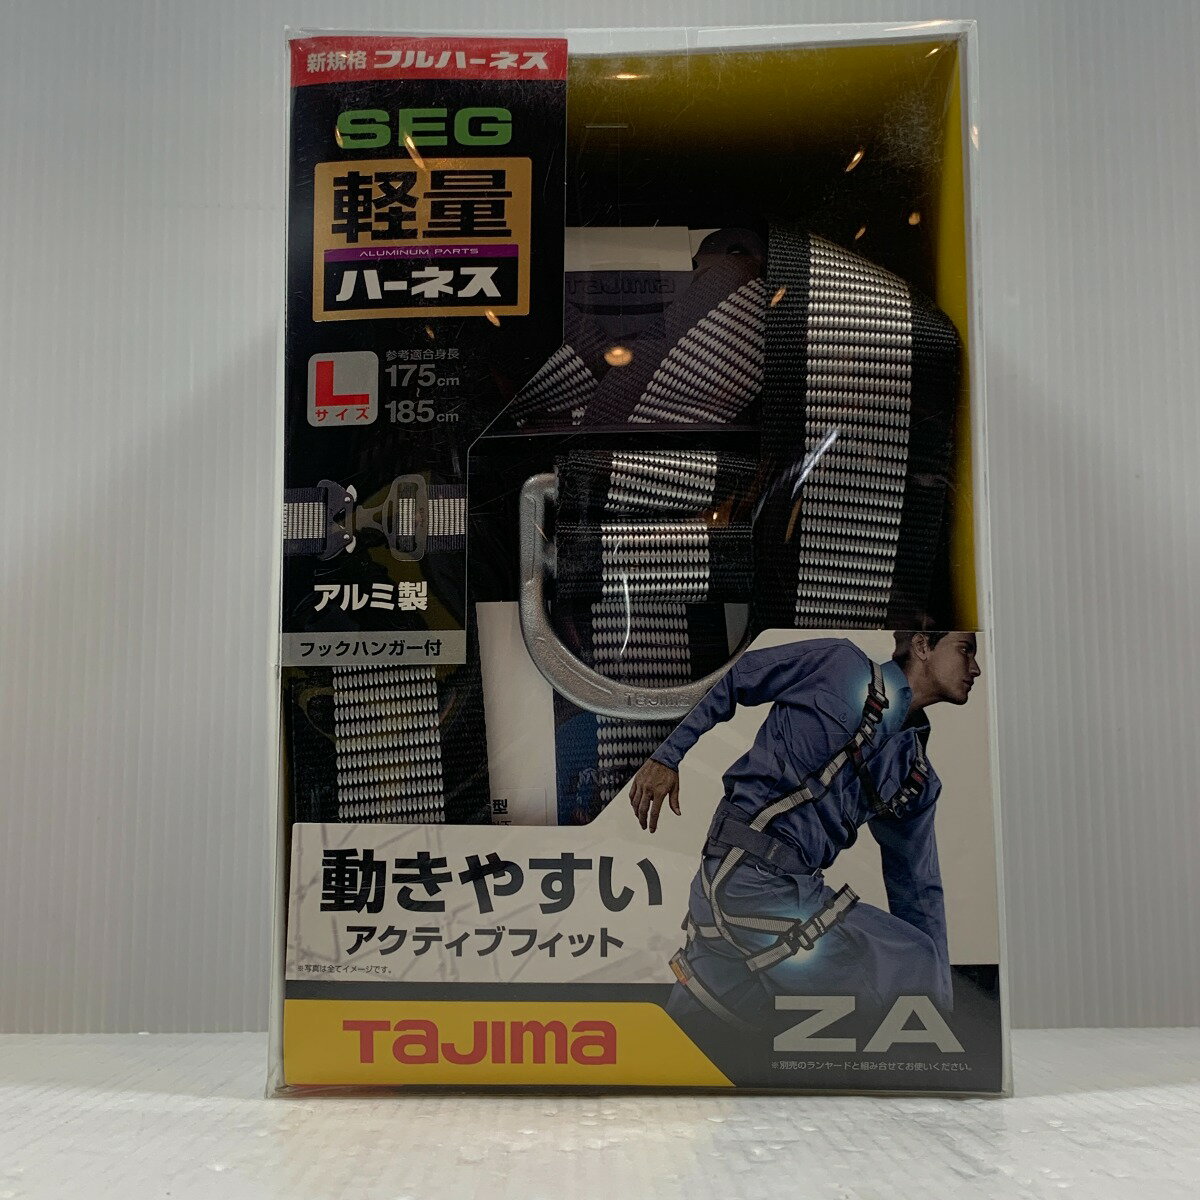 新規格 フルハーネス
SEG
軽量
ALUMINUM PARTS
ハーネス
L
サイズ
参考適合身長
175cm
~
185cm
アルミ製
フックハンガー付
Tajima
Tajima
型
動きやすい
アクティブフィット
※写真は全てイメージです。
Tajima
ZA
※別売のランヤードと組み合せてお使いください。